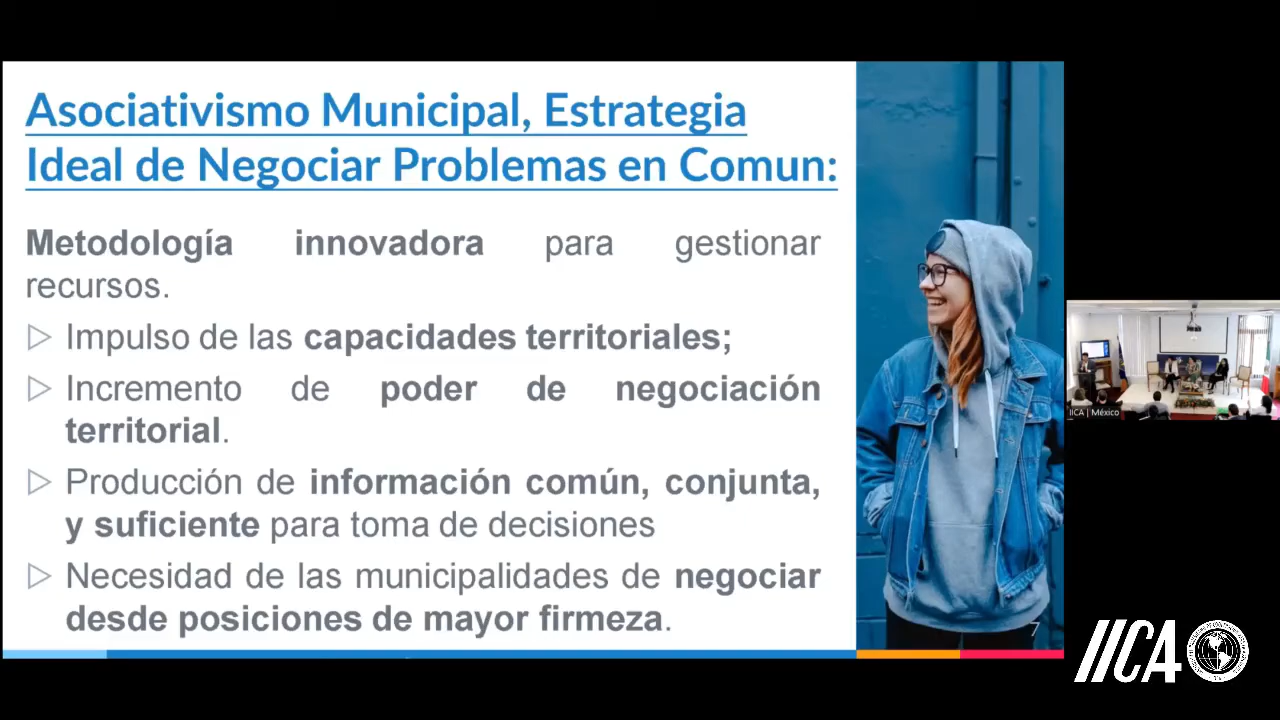 Asociativismo Municipal, Estrategia
Ideal de Negociar Problemas en Comun:
Metodología innovadora para gestionar
recursos.
Impulso de las capacidades territoriales;
Incremento de poder de negociación
territorial.
Producción de información común, conjunta,
y suficiente para toma de decisiones
Necesidad de las municipalidades de negociar
desde posiciones de mayor firmeza.
7
IICA | México
IICA